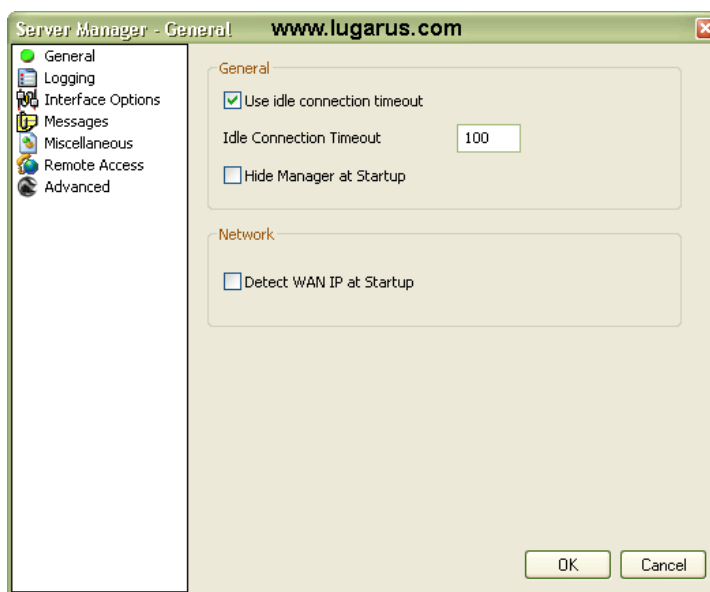 Server Manager - General www.lugarus.com
General
Logging
Interface Options
Messages
Miscellaneous
Remote Access
Advanced
General
Use idle connection timeout
Idle Connection Timeout 100
Hide Manager at Startup
Network
Detect WAN IP at Startup
OK Cancel